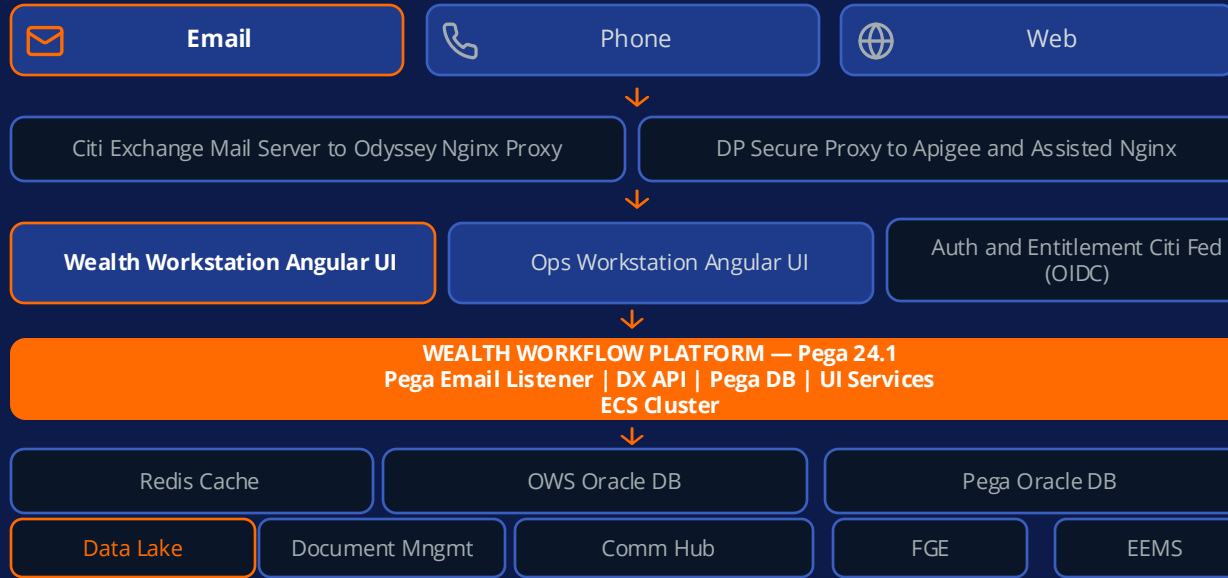 Email
Phone
Web
Citi Exchange Mail Server to Odyssey Nginx Proxy
DP Secure Proxy to Apigee and Assisted Nginx
Wealth Workstation Angular UI
Ops Workstation Angular UI
Auth and Entitlement Citi Fed
(OIDC)
WEALTH WORKFLOW PLATFORM — Pega 24.1
Pega Email Listener | DX API | Pega DB | UI Services
ECS Cluster
Redis Cache
OWS Oracle DB
Pega Oracle DB
Data Lake
Document Mngmt
Comm Hub
FGE
EEMS